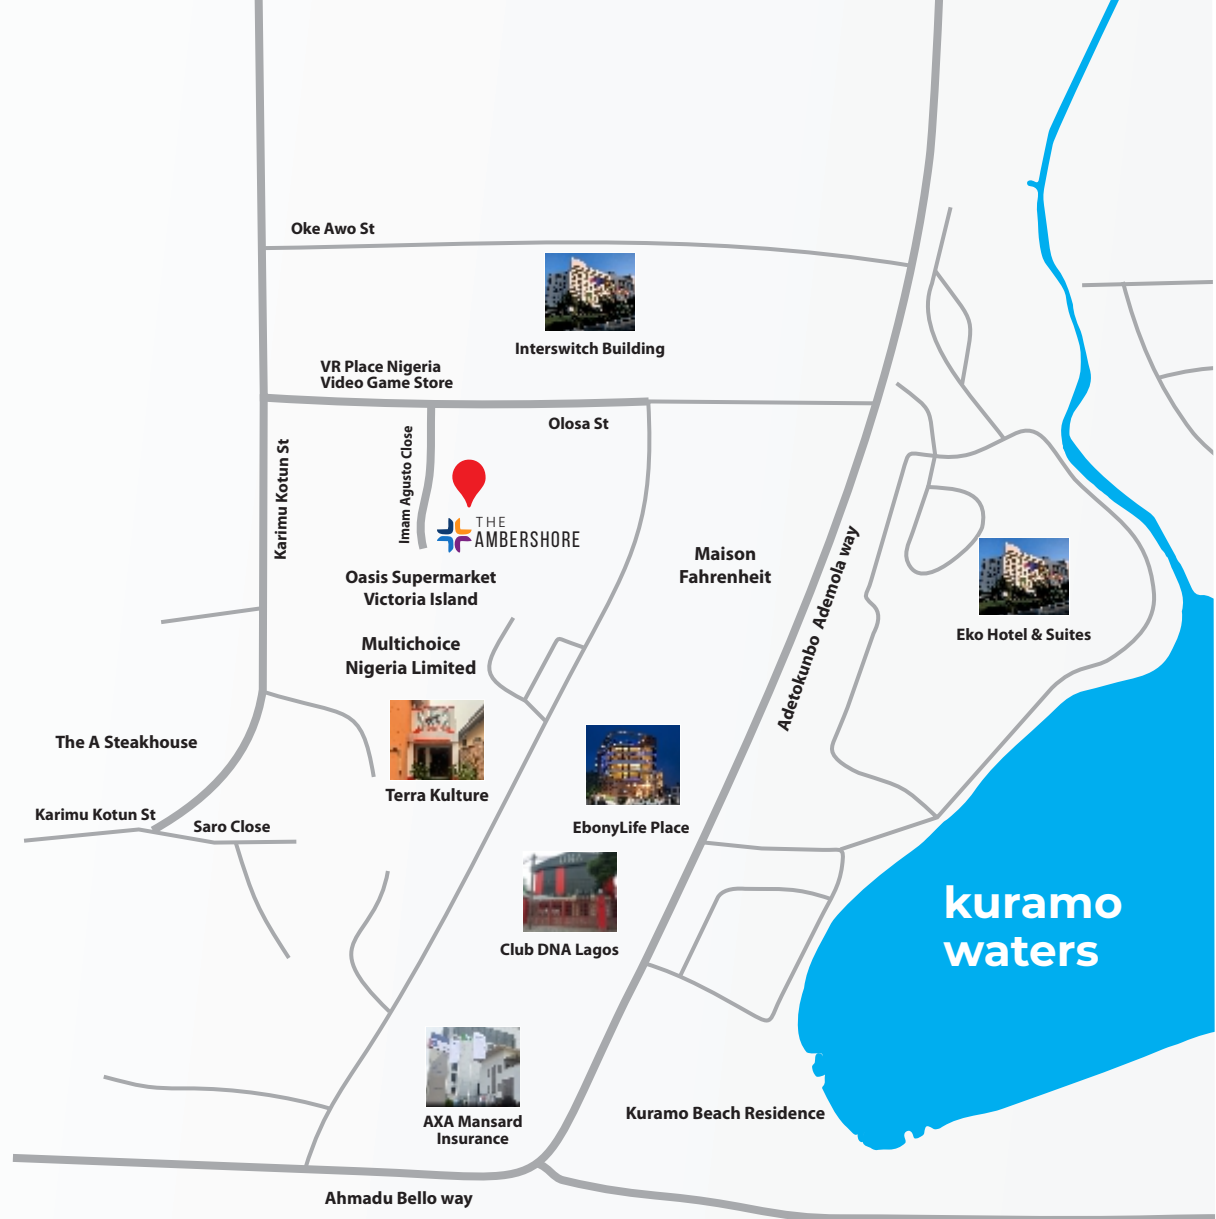 Oke Awo St
Interswitch Building
VR Place Nigeria
Video Game Store
Olosa St
Karimu Kotun St
Imam Agusto Close
THE
AMBERSHORE
Oasis Supermarket
Victoria Island
Maison
Fahrenheit
Adetokunbo Ademola way
Eko Hotel & Suites
Multichoice
Nigeria Limited
The A Steakhouse
Terra Kulture
Karimu Kotun St
Saro Close
EbonyLife Place
DNA
Club DNA Lagos
kuramo
waters
AXA Mansard
Insurance
Kuramo Beach Residence
Ahmadu Bello way